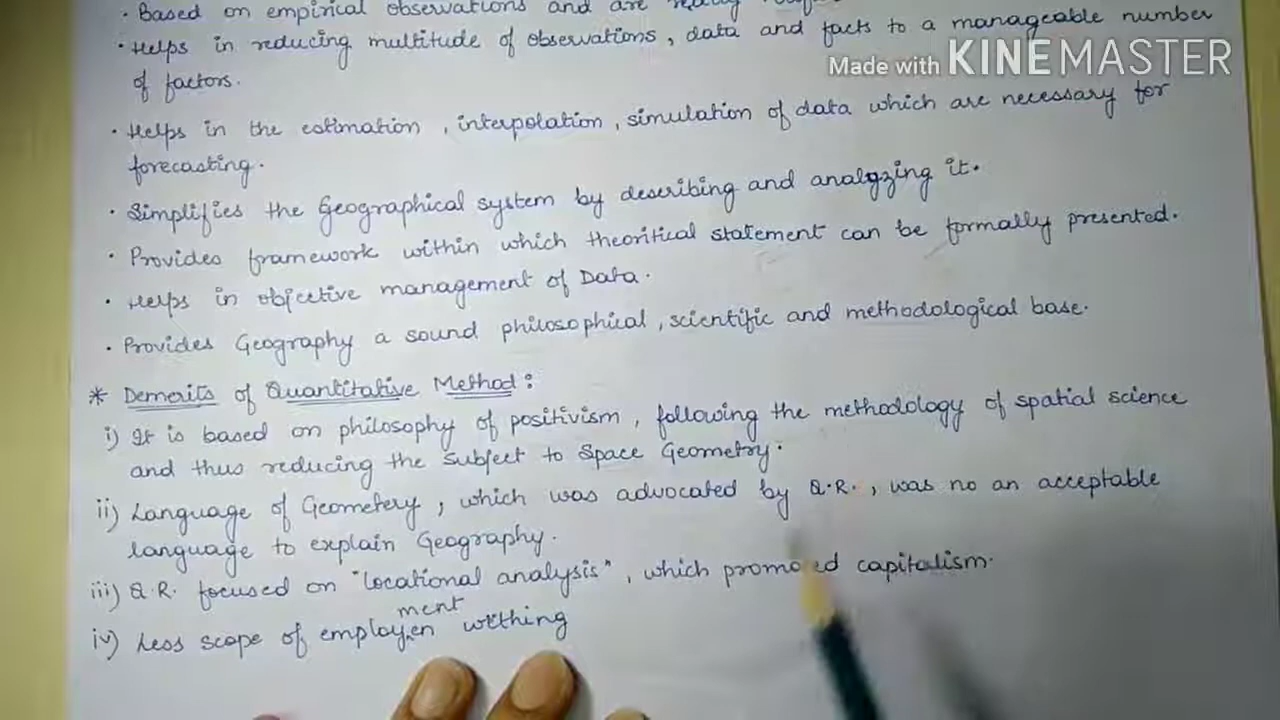 • Based on empirical observations and are
• Helps in reducing multitude of observations, data and facts to a manageable number
of factors.
Made with KINEMASTER
• Helps in the estimation, interpolation, simulation of data which are necessary for
forecasting.
• Simplifies the Geographical system by describing and analyzing it.
• Provides framework within which theoritical statement can be formally presented.
• Helps in objective management of Data.
• Provides Geography a sound philosophical, scientific and methodological base.
* Demerits of Quantitative Method:
i) It is based on philosophy of positivism, following the methodology of spatial science
and thus reducing the subject to Space Geometry.
ii) Language of Geometery, which was advocated by Q.R., was no an acceptable
language to explain Geography.
iii) Q.R. focused on "locational analysis", which promoted capitalism.
ment
iv) Less scope of employen